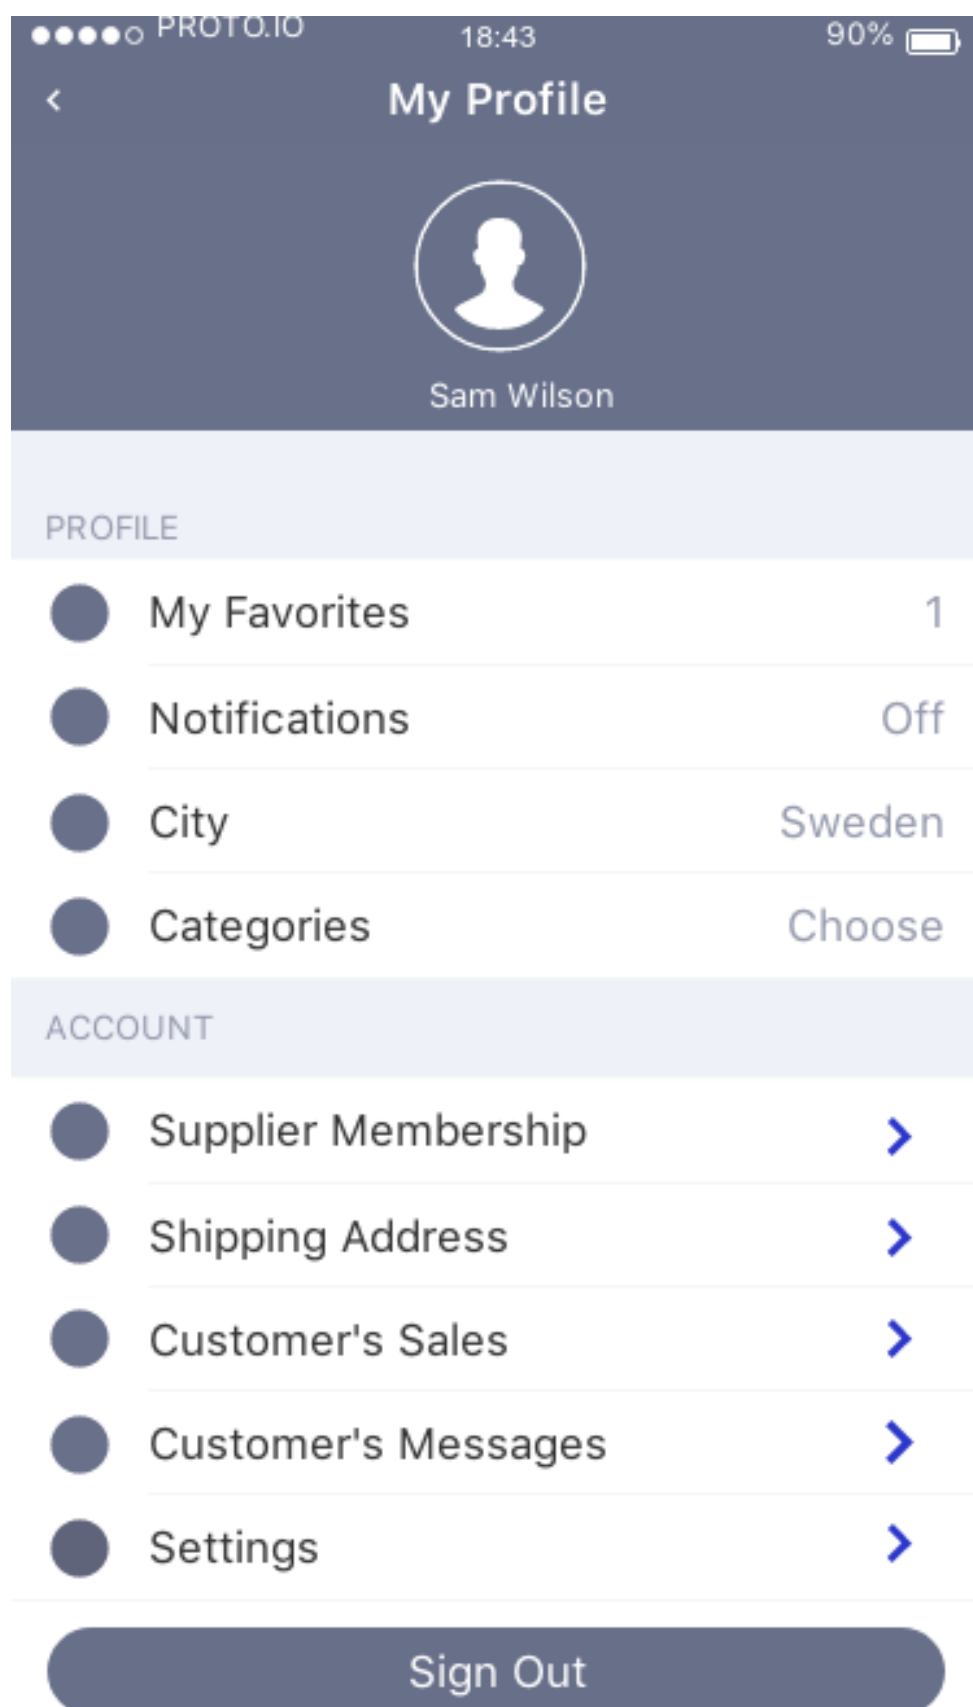 PROTO.IO 18:43 90%
My Profile
Sam Wilson
PROFILE
My Favorites 1
Notifications Off
City Sweden
Categories Choose
ACCOUNT
Supplier Membership
Shipping Address
Customer's Sales
Customer's Messages
Settings
Sign Out